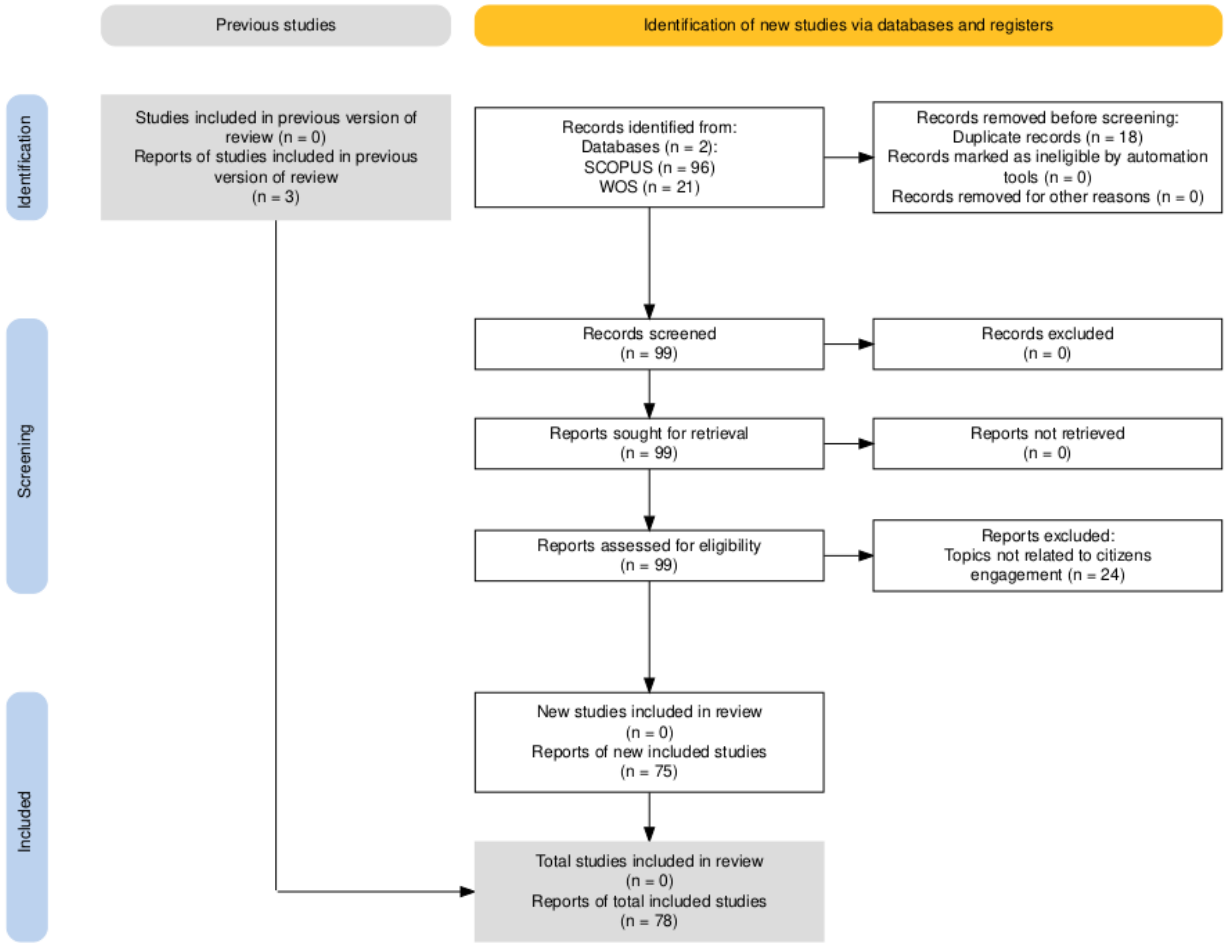 Previous studies
Identification of new studies via databases and registers
Identification
Studies included in previous version of
review (n = 0)
Reports of studies included in previous
version of review
(n = 3)
Records identified from:
Databases (n = 2):
SCOPUS (n = 96)
WOS (n = 21)
Records removed before screening:
Duplicate records (n = 18)
Records marked as ineligible by automation
tools (n = 0)
Records removed for other reasons (n = 0)
Screening
Records screened
(n = 99)
Records excluded
(n = 0)
Reports sought for retrieval
(n = 99)
Reports not retrieved
(n = 0)
Reports assessed for eligibility
(n = 99)
Reports excluded:
Topics not related to citizens
engagement (n = 24)
Included
New studies included in review
(n = 0)
Reports of new included studies
(n = 75)
Total studies included in review
(n = 0)
Reports of total included studies
(n = 78)